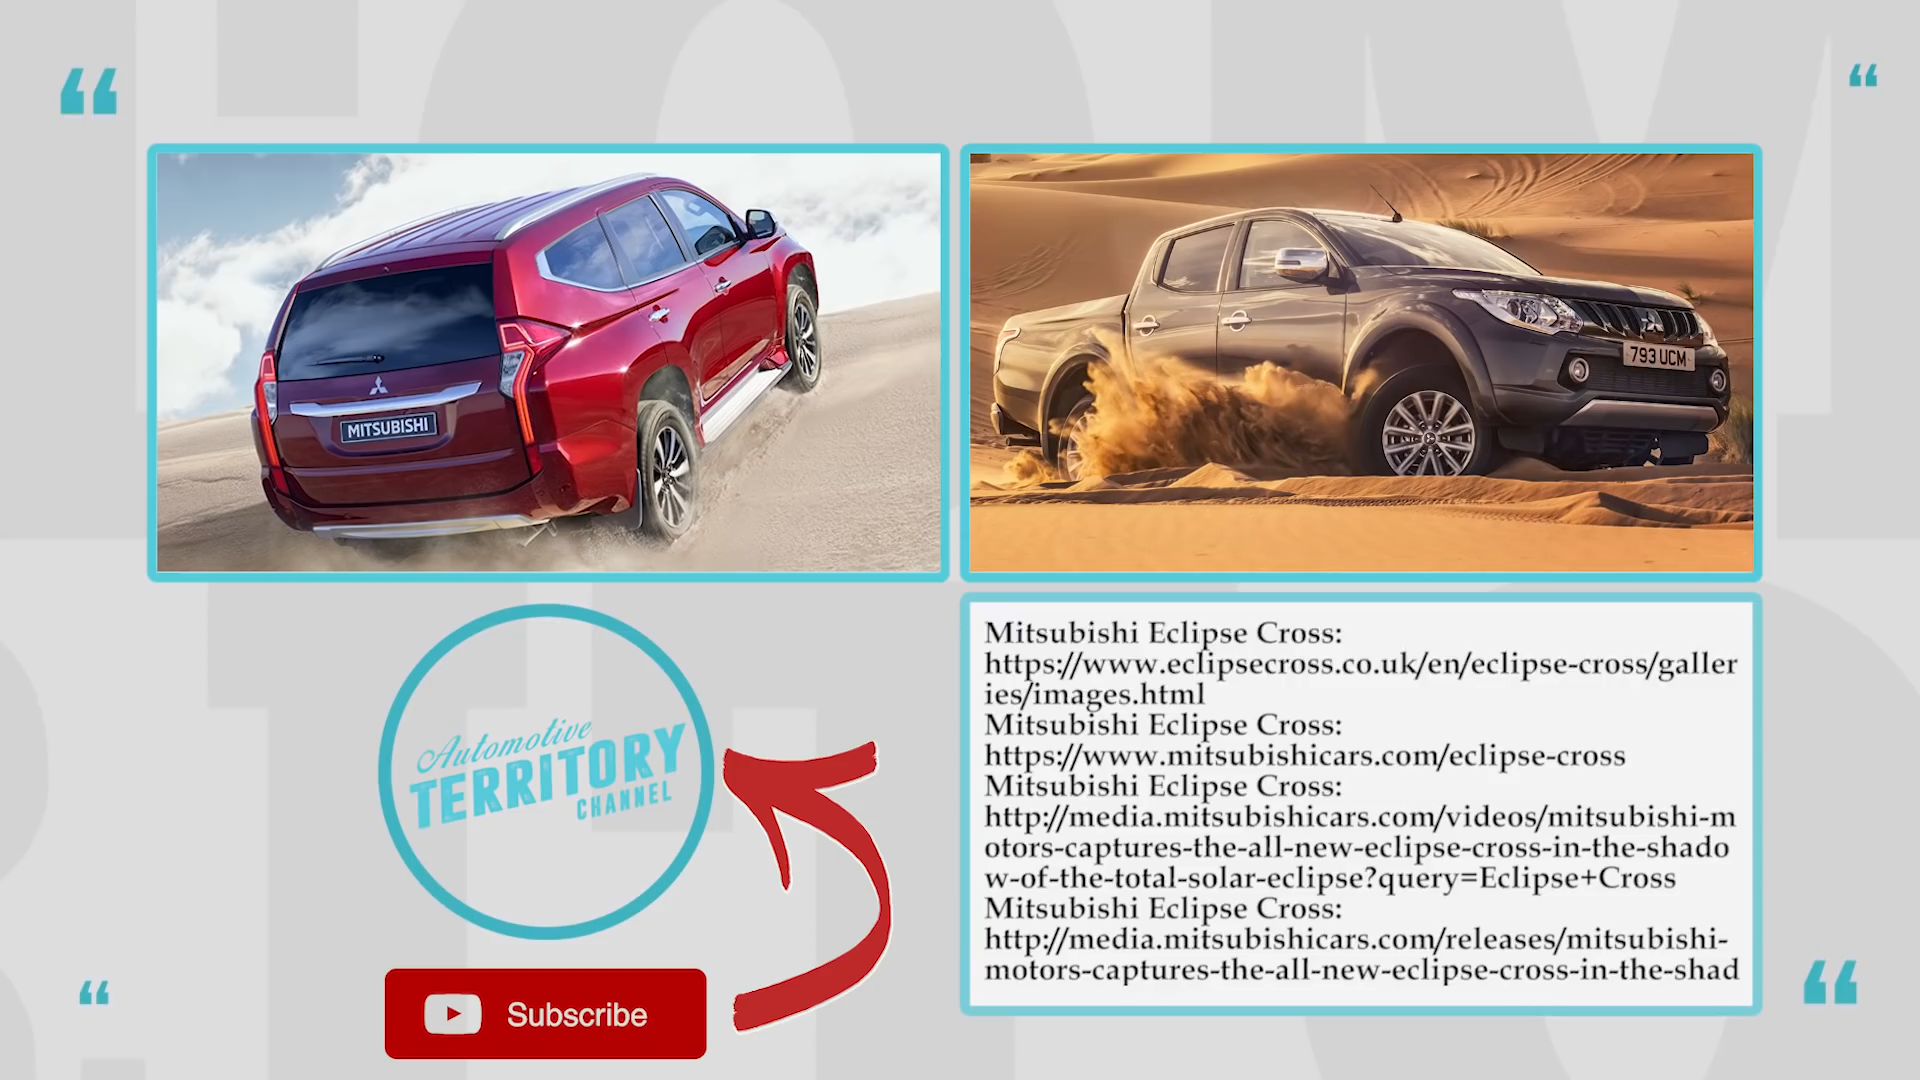 MITSUBISHI
793 UCM
Automotive
TERRITORY
CHANNEL
Subscribe
Mitsubishi Eclipse Cross:
https://www.eclipsecross.co.uk/en/eclipse-cross/galler
ies/images.html
Mitsubishi Eclipse Cross:
https://www.mitsubishicars.com/eclipse-cross
Mitsubishi Eclipse Cross:
http://media.mitsubishicars.com/videos/mitsubishi-m
otors-captures-the-all-new-eclipse-cross-in-the-shado
w-of-the-total-solar-eclipse?query=Eclipse+Cross
Mitsubishi Eclipse Cross:
http://media.mitsubishicars.com/releases/mitsubishi-
motors-captures-the-all-new-eclipse-cross-in-the-shad